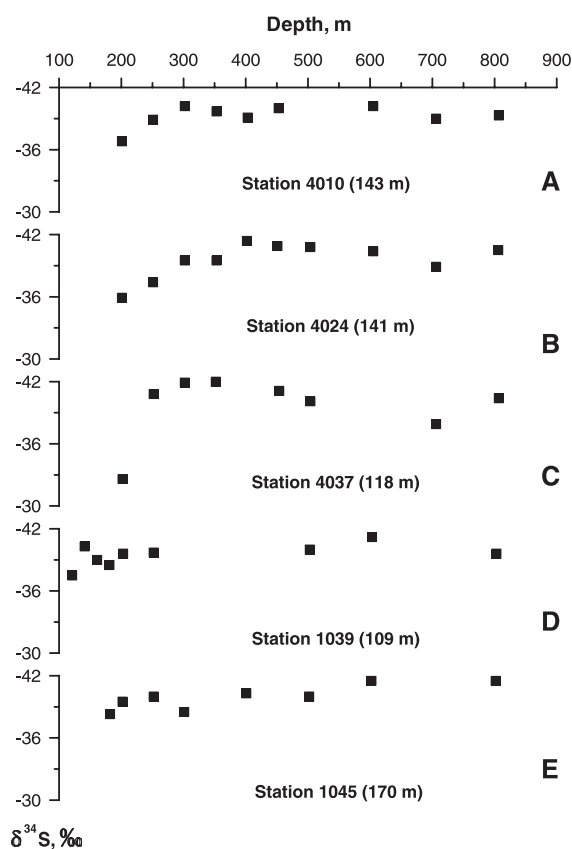 Depth, m
100 200 300 400 500 600 700 800 900
-42
-36
-30
Station 4010 (143 m)
A
-42
-36
-30
Station 4024 (141 m)
B
-42
-36
-30
Station 4037 (118 m)
C
-42
-36
-30
Station 1039 (109 m)
D
-42
-36
-30
Station 1045 (170 m)
E
δ³⁴S, ‰